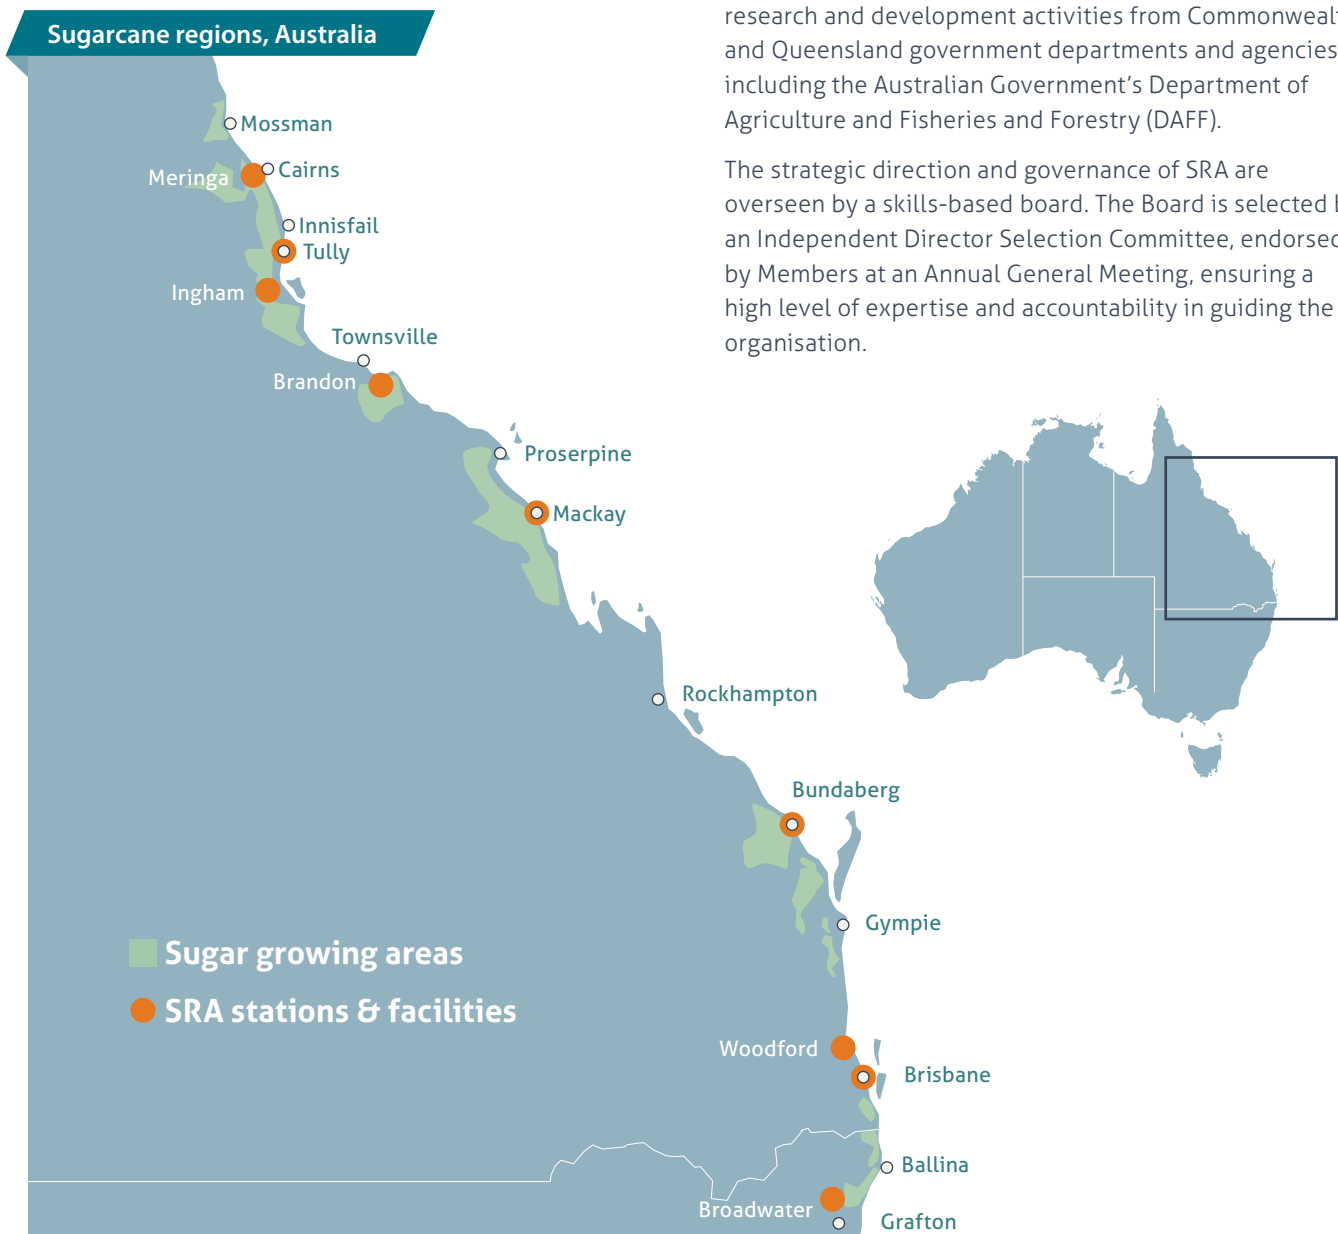 Sugarcane regions, Australia
research and development activities from
and Queensland government departments and agencies
including the Australian Government's Department of
Agriculture and Fisheries and Forestry (DAFF).
The strategic direction and governance of SRA are
overseen by a skills-based board. The Board is selected
an Independent Director Selection Committee, endorsed
by Members at an Annual General Meeting, ensuring a
high level of expertise and accountability in guiding the
organisation.
Mossman
Cairns
Meringa
Innisfail
Tully
Ingham
Townsville
Brandon
Proserpine
Mackay
Rockhampton
Bundaberg
Gympie
Sugar growing areas
SRA stations & facilities
Woodford
Brisbane
Ballina
Broadwater
Grafton